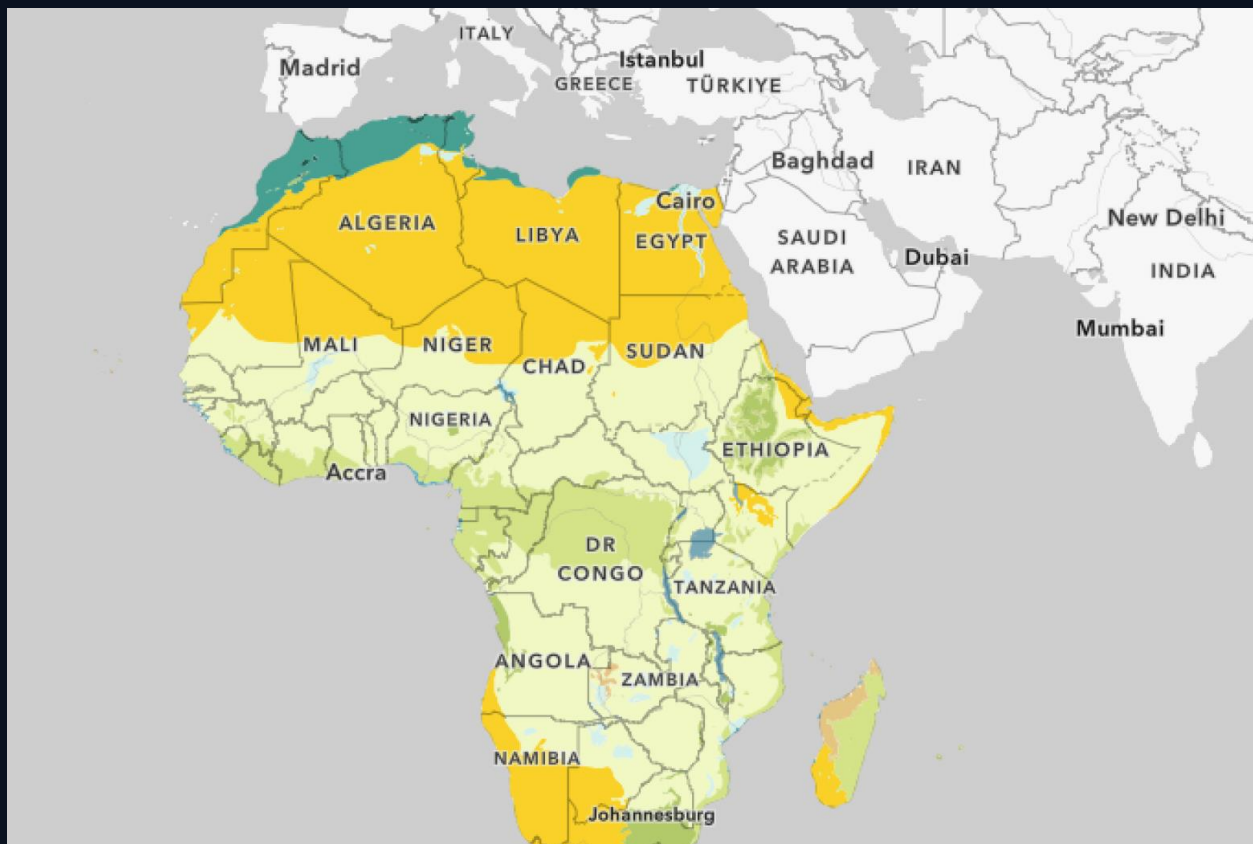 ITALY
Madrid
Istanbul
GREECE
TÜRKIYE
Baghdad
IRAN
Cairo
New Delhi
ALGERIA
LIBYA
EGYPT
SAUDI
ARABIA
Dubai
INDIA
Mumbai
MALI
NIGER
CHAD
SUDAN
NIGERIA
ETHIOPIA
Accra
DR
CONGO
TANZANIA
ANGOLA
ZAMBIA
NAMIBIA
Johannesburg